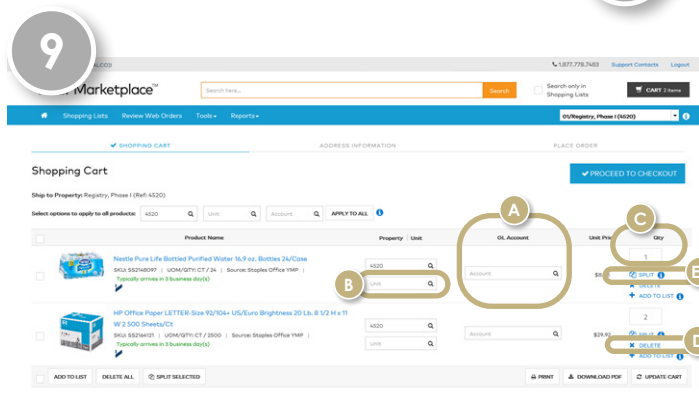 9
1.877.778.7483 Support Contacts Logout
Marketplace™ Search here... Search Search only in Shopping Lists CART 2 Items
Shopping Lists Review Web Orders Tools Reports 01/Registry, Phase I (4520)
SHOPPING CART ADDRESS INFORMATION PLACE ORDER
Shopping Cart PROCEED TO CHECKOUT
Ship to Property: Registry, Phase I (Ref: 4520)
Select options to apply to all products: 4520 Unit Account APPLY TO ALL
A
C
Product Name Property Unit GL Account Unit Pri Qty
Nestle Pure Life Bottled Purified Water 16.9 oz. Bottles 24/Case 4520 1
SKU: SS2148097 | UOM/QTY: CT / 24 | Source: Staples Office YMP | Account $8 SPLIT E
Typically arrives in 3 business day(s) B Unit DELETE
ADD TO LIST
HP Office Paper LETTER-Size 92/104+ US/Euro Brightness 20 Lb. 8 1/2 H x 11 2
W 2 500 Sheets/Ct 4520
SKU: SS2164121 | UOM/QTY: CT / 2500 | Source: Staples Office YMP | Account $29.92 SPLIT
Typically arrives in 3 business day(s) Unit DELETE D
ADD TO LIST
ADD TO LIST DELETE ALL SPLIT SELECTED PRINT DOWNLOAD PDF UPDATE CART